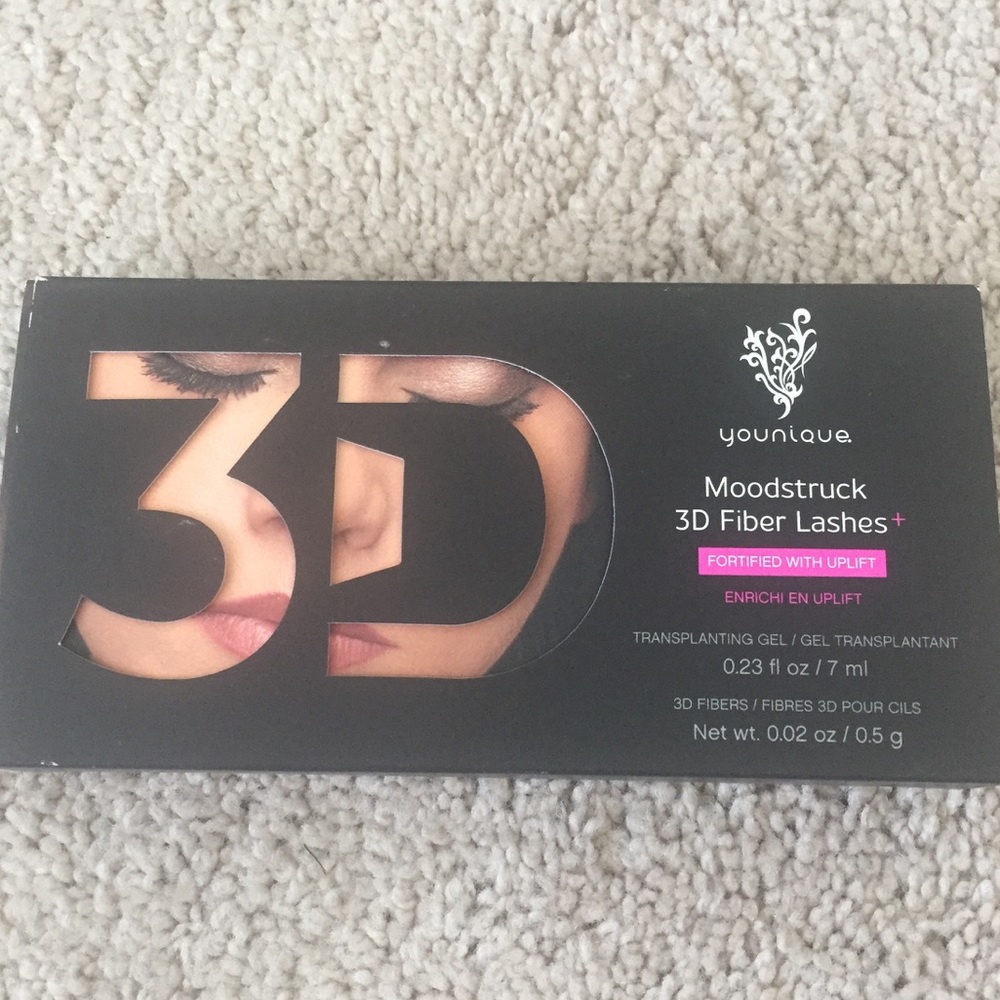 3D
younique
Moodstruck
3D Fiber Lashes+
FORTIFIED WITH UPLIFT
ENRICHI EN UPLIFT
TRANSPLANTING GEL / GEL TRANSPLANTANT
0.23 fl oz / 7 ml
3D FIBERS / FIBRES 3D POUR CILS
Net wt. 0.02 oz / 0.5 g